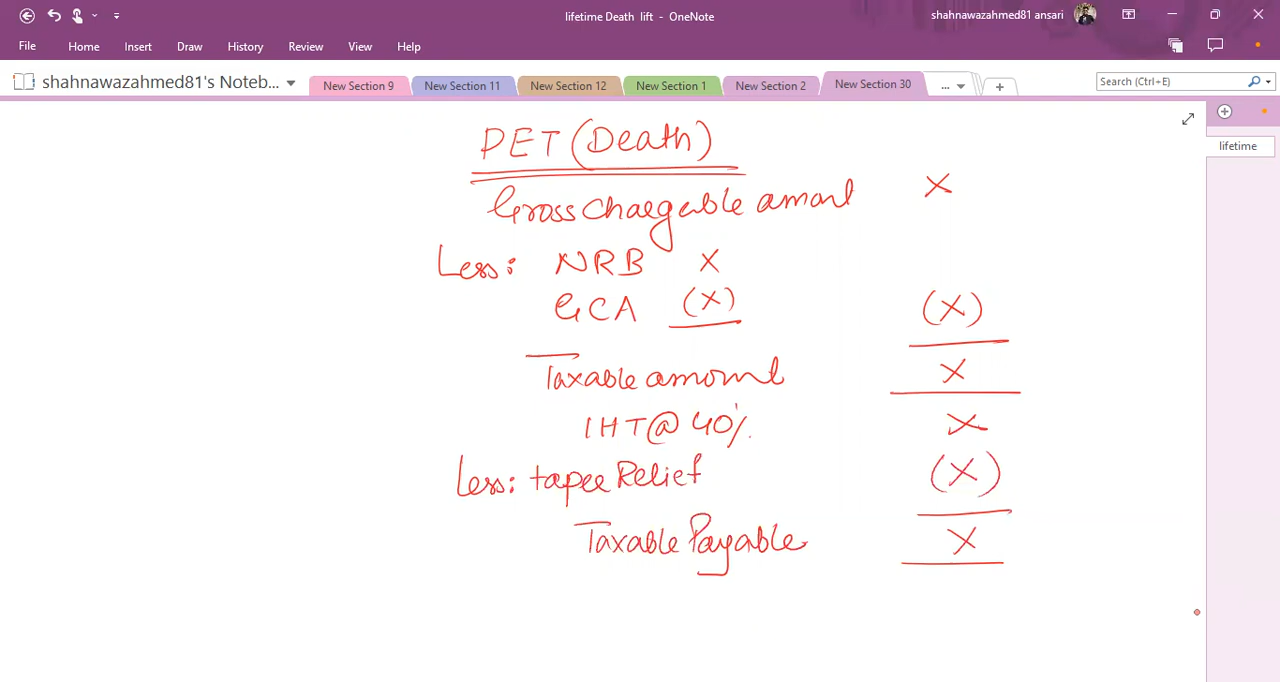 lifetime Death lift - OneNote
shahnawazahmed81 ansari
File Home Insert Draw History Review View Help
shahnawazahmed81's Noteb... New Section 9 New Section 11 New Section 12 New Section 1 New Section 2 New Section 30 ... + Search (Ctrl+E)
lifetime
PET (Death)
Gross Chargable amont X
Less: NRB X
GCA (X) (X)
Taxable amount X
IHT@ 40% X
Less: taper Relief (X)
Taxable Payable X